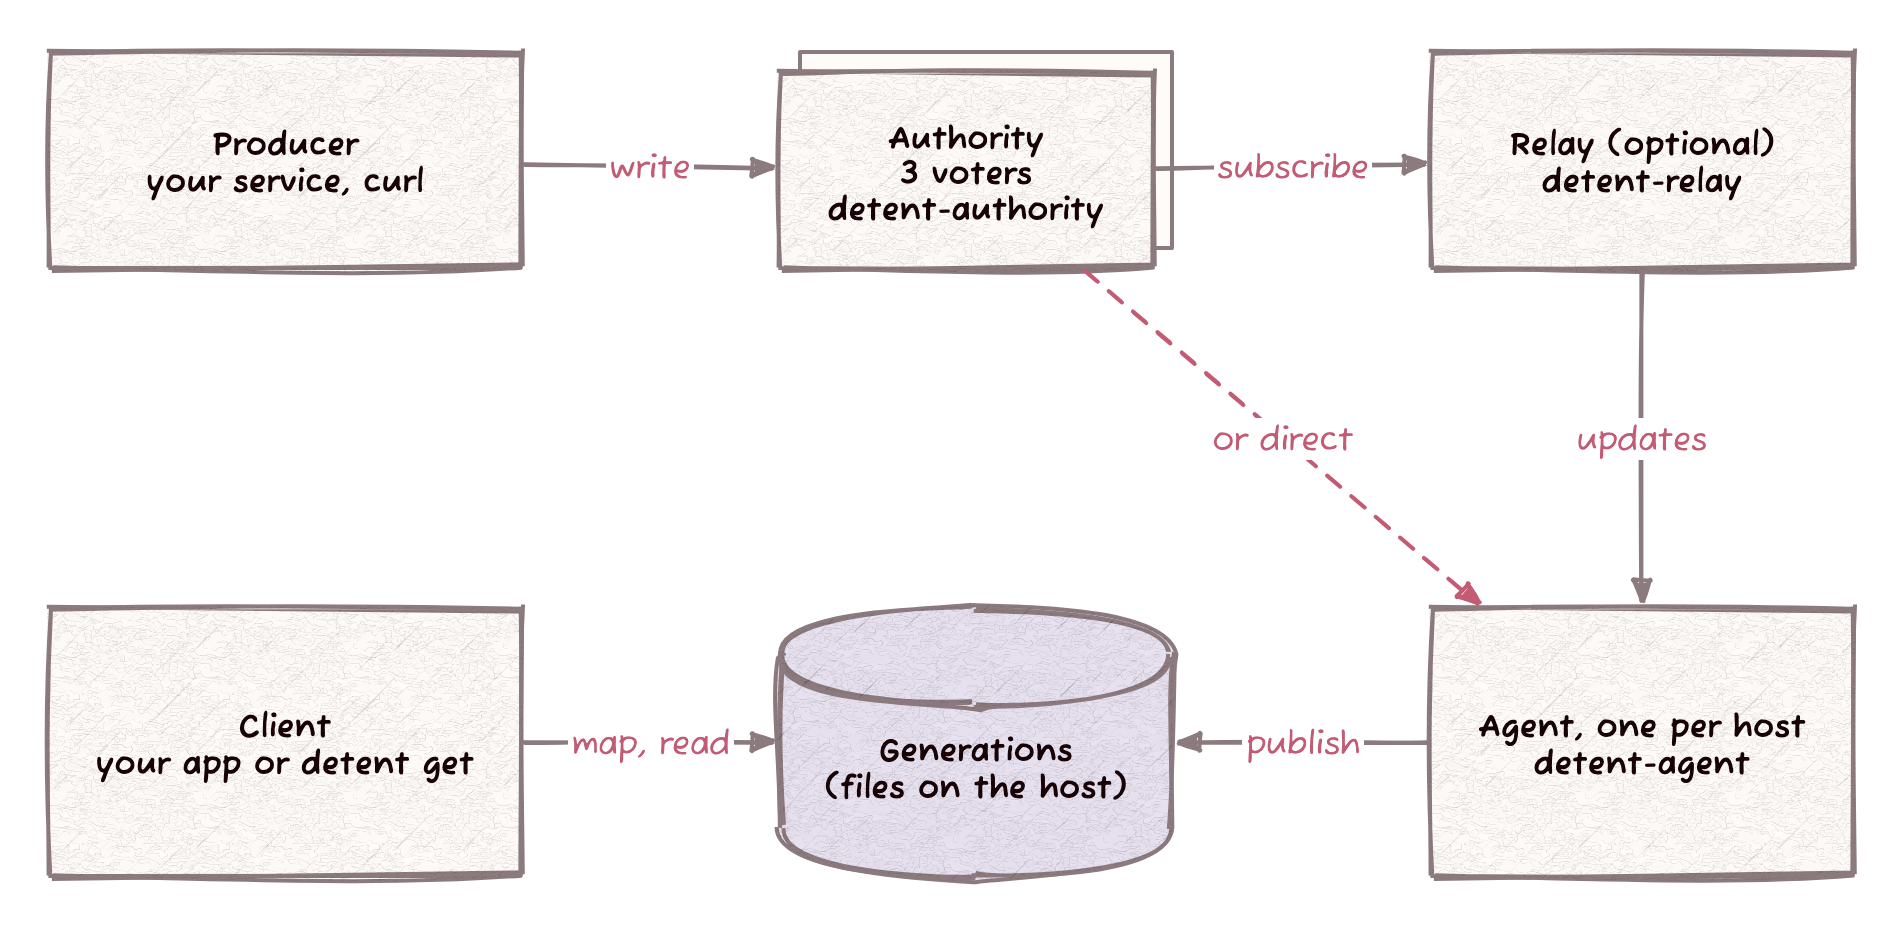 Producer
your service, curl
write
Authority
3 voters
detent-authority
subscribe
Relay (optional)
detent-relay
or direct
updates
Client
your app or detent get
map, read
Generations
(files on the host)
publish
Agent, one per host
detent-agent